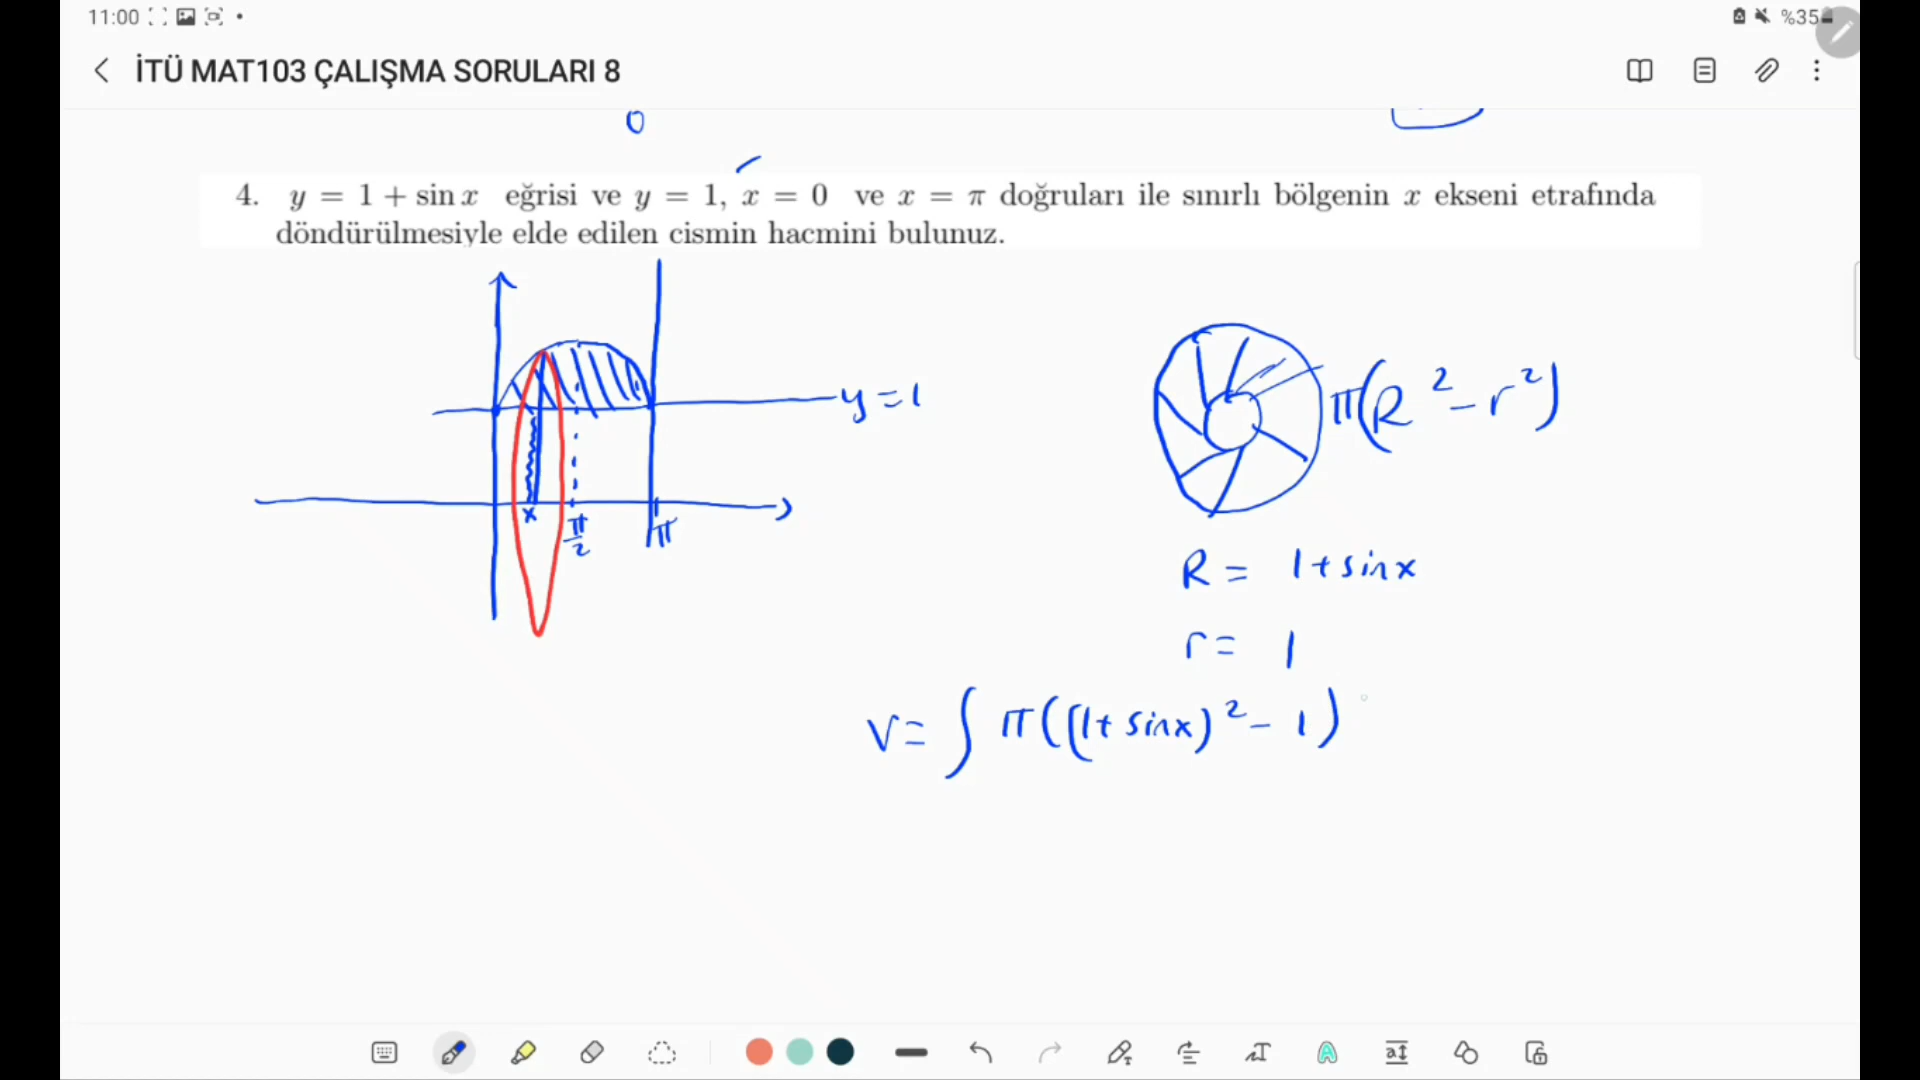 11:00
%35
İTÜ MAT103 ÇALIŞMA SORULARI 8
0
4. y = 1 + sin x eğrisi ve y = 1, x = 0 ve x = π doğruları ile sınırlı bölgenin x ekseni etrafında
döndürülmesiyle elde edilen cismin hacmini bulunuz.
y = 1
π(R² - r²)
x
π/2
π
R = 1 + sinx
r = 1
V = ∫ π((1 + sinx)² - 1)